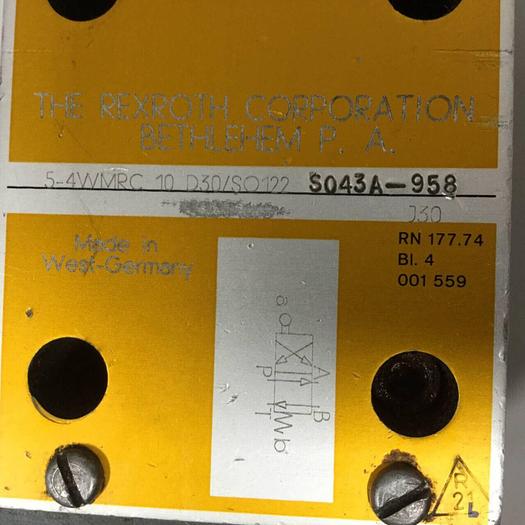 THE REXROTH CORPORATION
BETHLEHEM P. A.
5-4WMRC 10 D30/SO122 S043A-958
J30
Made in
West-Germany
RN 177.74
Bl. 4
001 559
a
A
B
P
T
b
R
21
L